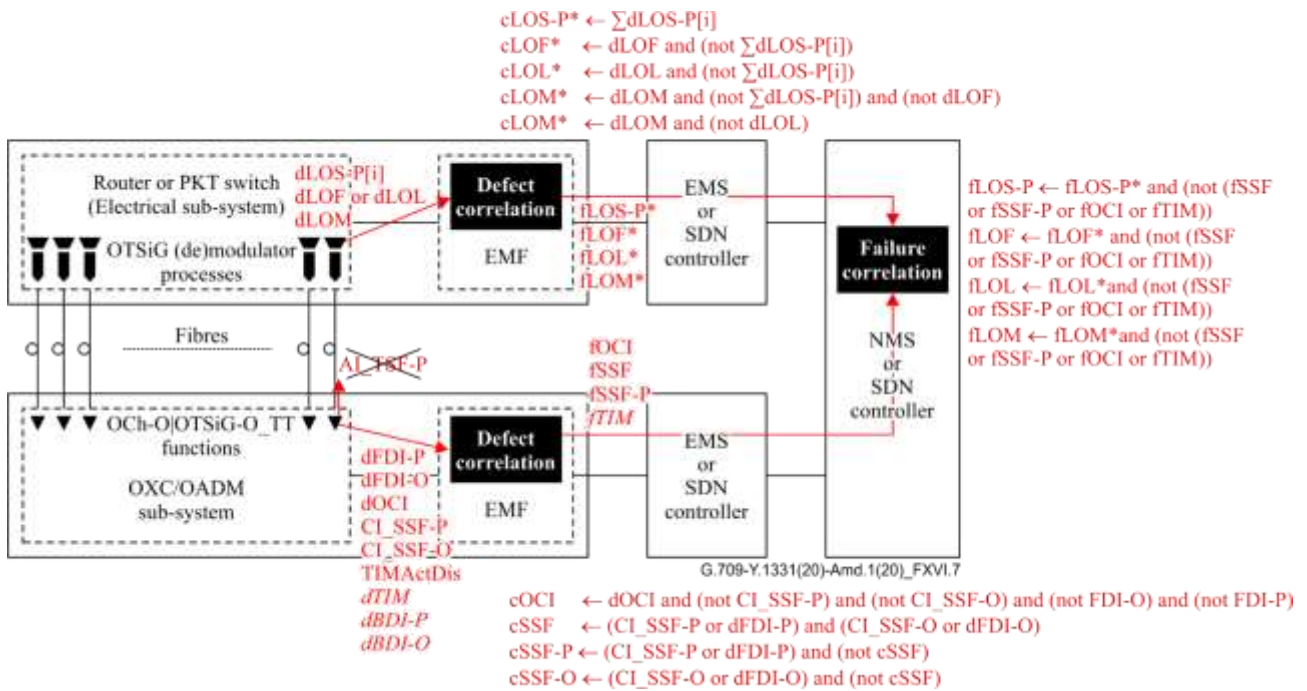 cLOS-P* ← ∑dLOS-P[i]
cLOF* ← dLOF and (not ∑dLOS-P[i])
cLOL* ← dLOL and (not ∑dLOS-P[i])
cLOM* ← dLOM and (not ∑dLOS-P[i]) and (not dLOF)
cLOM* ← dLOM and (not dLOL)
Router or PKT switch
(Electrical sub-system)
dLOS-P[i]
dLOF or dLOL
dLOM
OTSiG (de)modulator
processes
Defect
correlation
EMF
fLOS-P*
fLOF*
fLOL*
fLOM*
EMS
or
SDN
controller
Failure
correlation
NMS
or
SDN
controller
fLOS-P ← fLOS-P* and (not (fSSF
or fSSF-P or fOCI or fTIM))
fLOF ← fLOF* and (not (fSSF
or fSSF-P or fOCI or fTIM))
fLOL ← fLOL*and (not (fSSF
or fSSF-P or fOCI or fTIM))
fLOM ← fLOM*and (not (fSSF
or fSSF-P or fOCI or fTIM))
Fibres
AI_TSF-P
fOCI
fSSF
fSSF-P
fTIM
OCh-O|OTSiG-O_TT
functions
OXC/OADM
sub-system
dFDI-P
dFDI-O
dOCI
CI_SSF-P
CI_SSF-O
TIMActDis
dTIM
dBDI-P
dBDI-O
Defect
correlation
EMF
EMS
or
SDN
controller
G.709-Y.1331(20)-Amd.1(20)_FXVI.7
cOCI ← dOCI and (not CI_SSF-P) and (not CI_SSF-O) and (not FDI-O) and (not FDI-P)
cSSF ← (CI_SSF-P or dFDI-P) and (CI_SSF-O or dFDI-O)
cSSF-P ← (CI_SSF-P or dFDI-P) and (not cSSF)
cSSF-O ← (CI_SSF-O or dFDI-O) and (not cSSF)